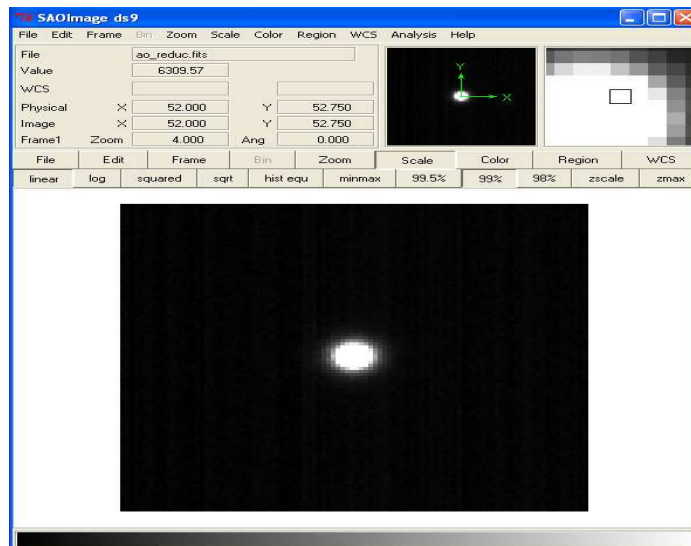 SAOImage ds9
File Edit Frame Bin Zoom Scale Color Region WCS Analysis Help
File ao_reduc.fits
Value 6309.57
WCS
Physical X 52.000 Y 52.750
Image X 52.000 Y 52.750
Frame1 Zoom 4.000 Ang 0.000
Y
X
File Edit Frame Bin Zoom Scale Color Region WCS
linear log squared sqrt hist equ minmax 99.5% 99% 98% zscale zmax